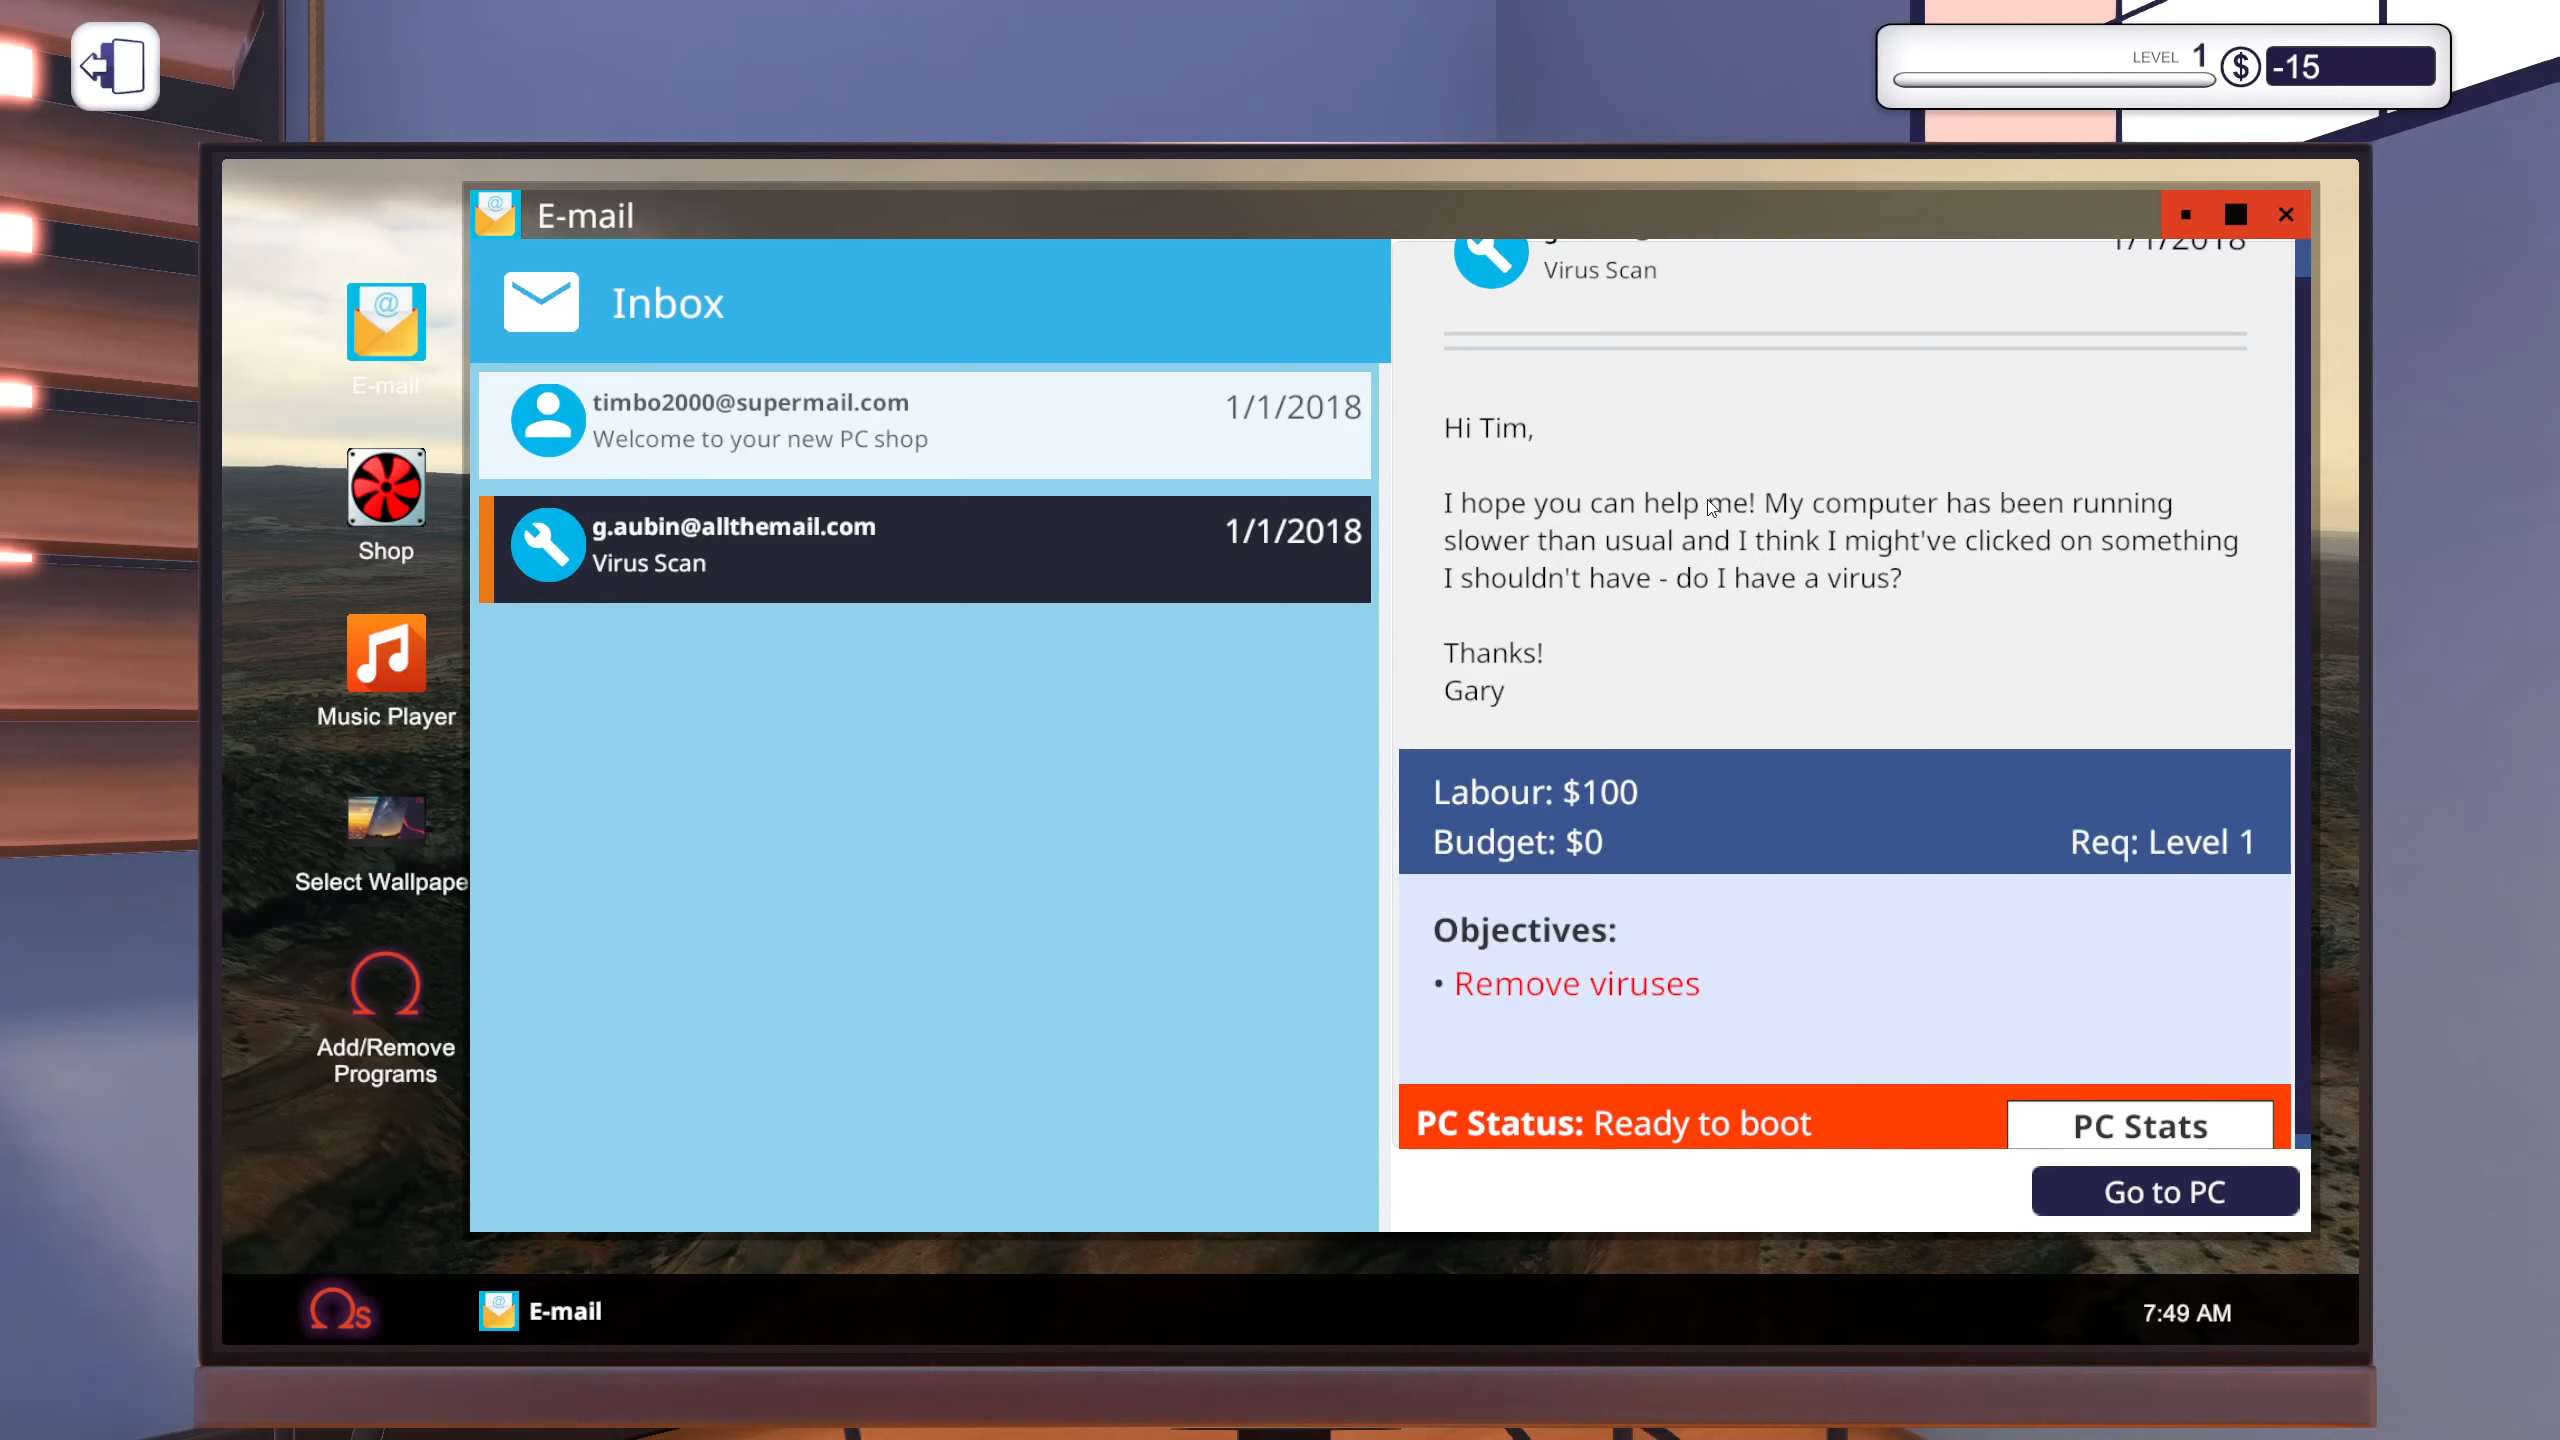 LEVEL 1
$ -15
E-mail
Inbox
timbo2000@supermail.com
1/1/2018
Welcome to your new PC shop
g.aubin@allthemail.com
1/1/2018
Virus Scan
1/1/2018
Virus Scan
Hi Tim,
I hope you can help me! My computer has been running
slower than usual and I think I might've clicked on something
I shouldn't have - do I have a virus?
Thanks!
Gary
Labour: $100
Budget: $0
Req: Level 1
Objectives:
• Remove viruses
PC Status: Ready to boot
PC Stats
Go to PC
E-mail
Shop
Music Player
Select Wallpape
Add/Remove
Programs
Ωs
E-mail
7:49 AM